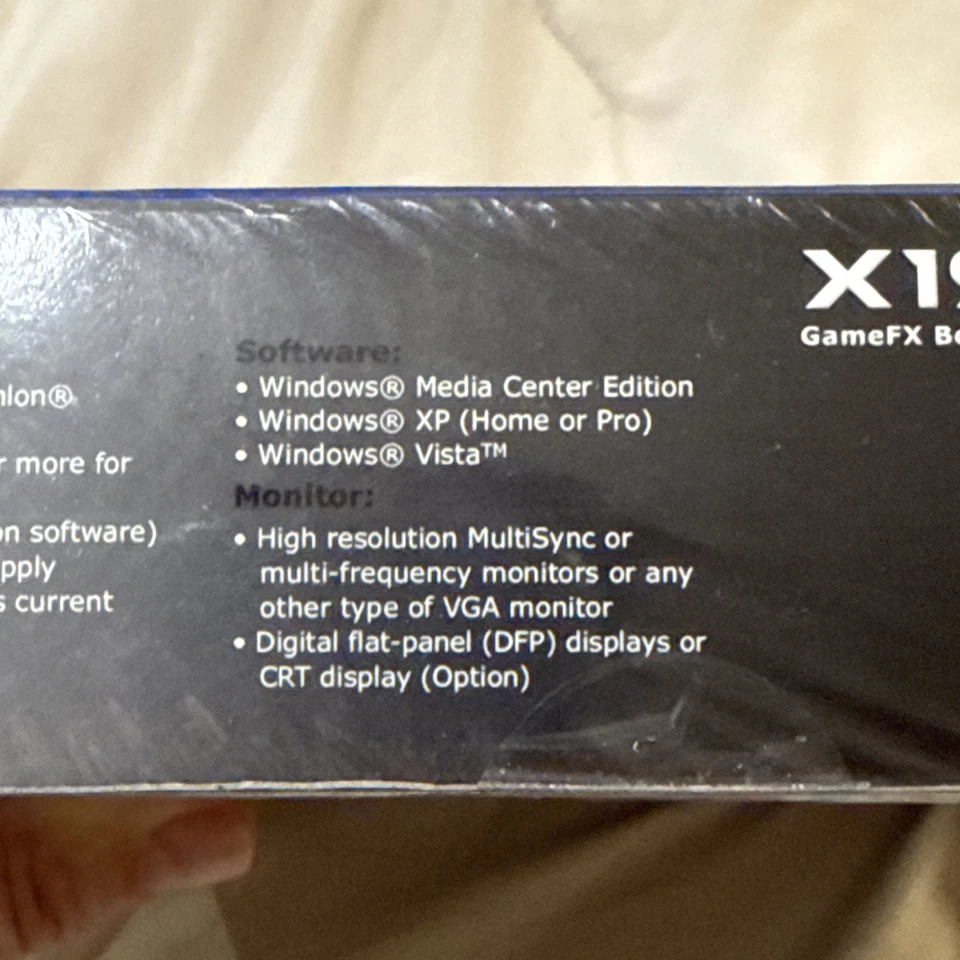 X19
GameFX
Software:
• Windows® Media Center Edition
• Windows® XP (Home or Pro)
• Windows® Vista™
Monitor:
• High resolution MultiSync or
multi-frequency monitors or any
other type of VGA monitor
• Digital flat-panel (DFP) displays or
CRT display (Option)
hlon®
r more for
on software)
pply
s current